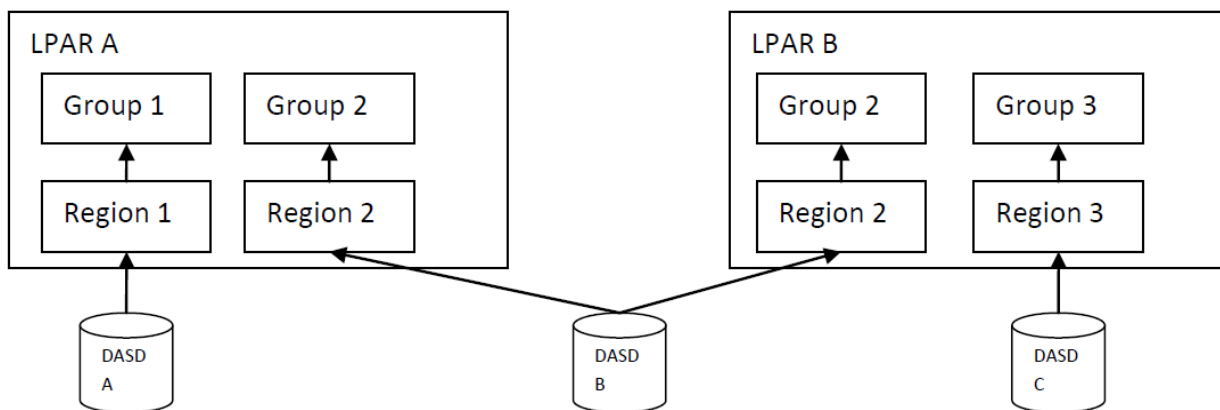 LPAR A
Group 1
Group 2
Region 1
Region 2
LPAR B
Group 2
Group 3
Region 2
Region 3
DASD
A
DASD
B
DASD
C